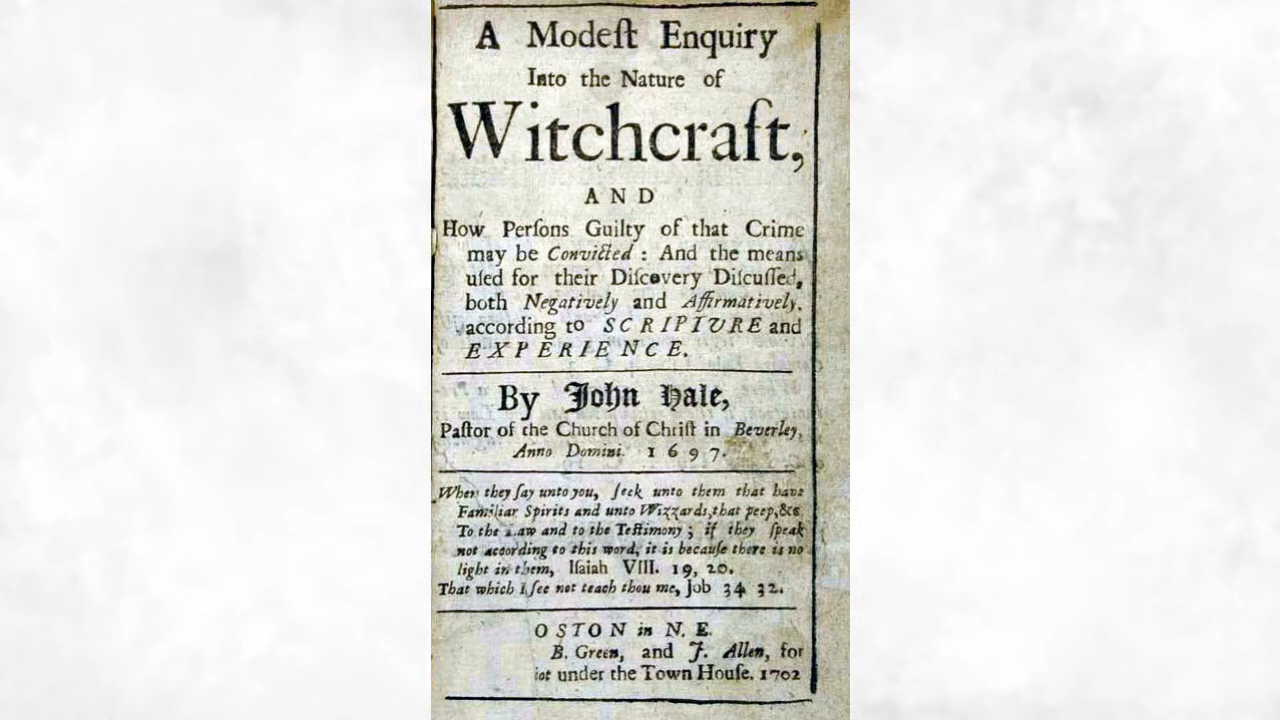 A Modeſt Enquiry
Into the Nature of
Witchcraft,
AND
How Perſons Guilty of that Crime
may be Convicted : And the means
uſed for their Diſcovery Diſcuſſed,
both Negatively and Affirmatively,
according to SCRIPTURE and
EXPERIENCE.
By John Hale,
Paſtor of the Church of Chriſt in Beverley,
Anno Domini. 1697.
When they ſay unto you, ſeek unto them that have
Familiar Spirits and unto Wizzards,that peep,&c,
To the Law and to the Teſtimony ; if they ſpeak
not according to this word, it is becauſe there is no
light in them, Iſaiah VIII. 19, 20.
That which I ſee not teach thou me, Job 34 32.
OSTON in N. E.
B. Green, and J. Allen, for
iot under the Town Houſe. 1702